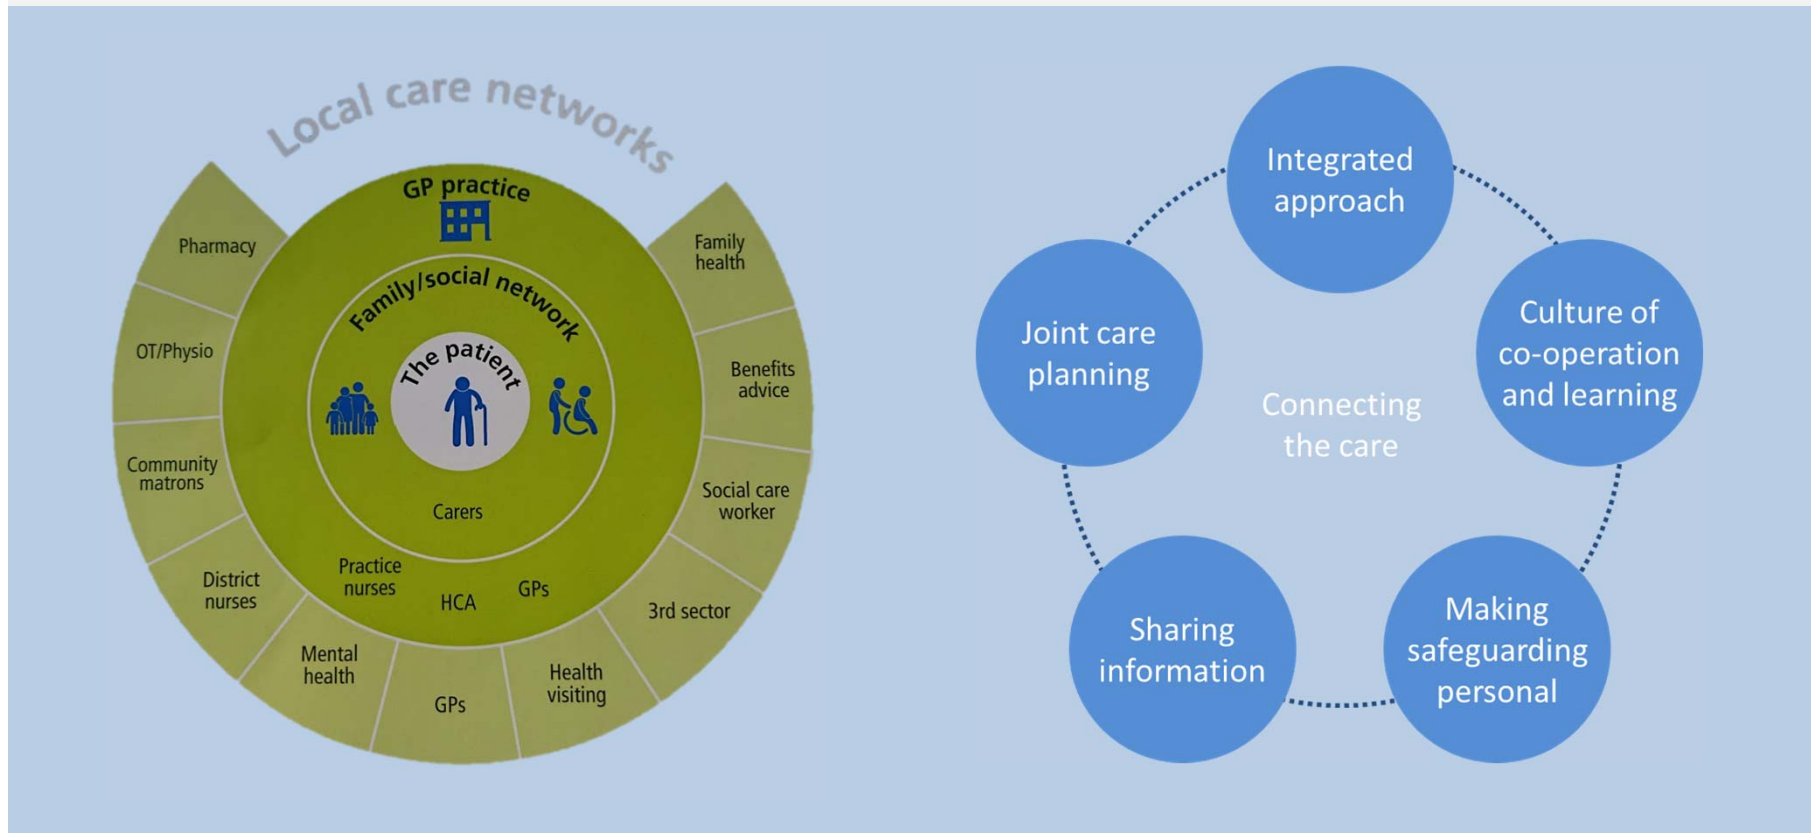 Local care networks
GP practice
Family/social network
The patient
Carers
Practice
nurses
HCA
GPs
Pharmacy
OT/Physio
Community
matrons
District
nurses
Mental
health
GPs
Health
visiting
3rd sector
Social care
worker
Benefits
advice
Family
health
Integrated
approach
Culture of
co-operation
and learning
Making
safeguarding
personal
Sharing
information
Joint care
planning
Connecting
the care